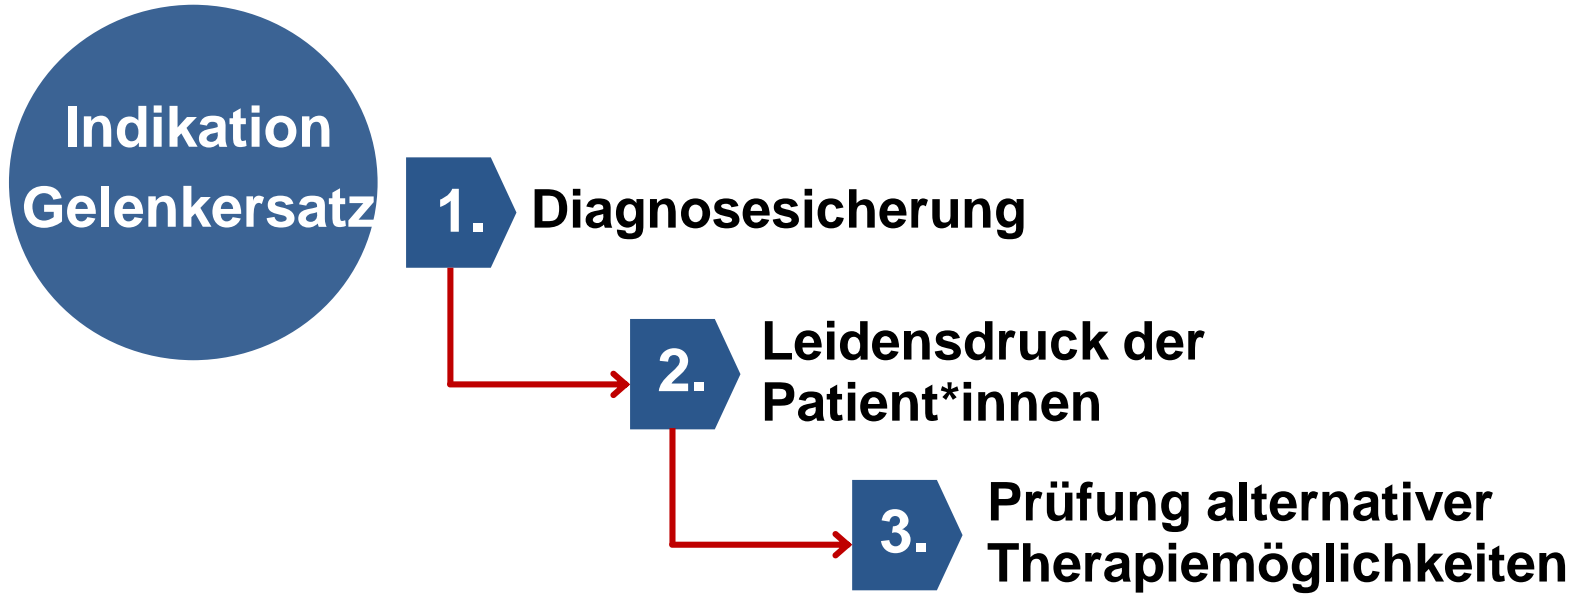 Indikation
Gelenkersatz
1. Diagnosesicherung
2. Leidensdruck der
Patient*innen
3. Prüfung alternativer
Therapiemöglichkeiten